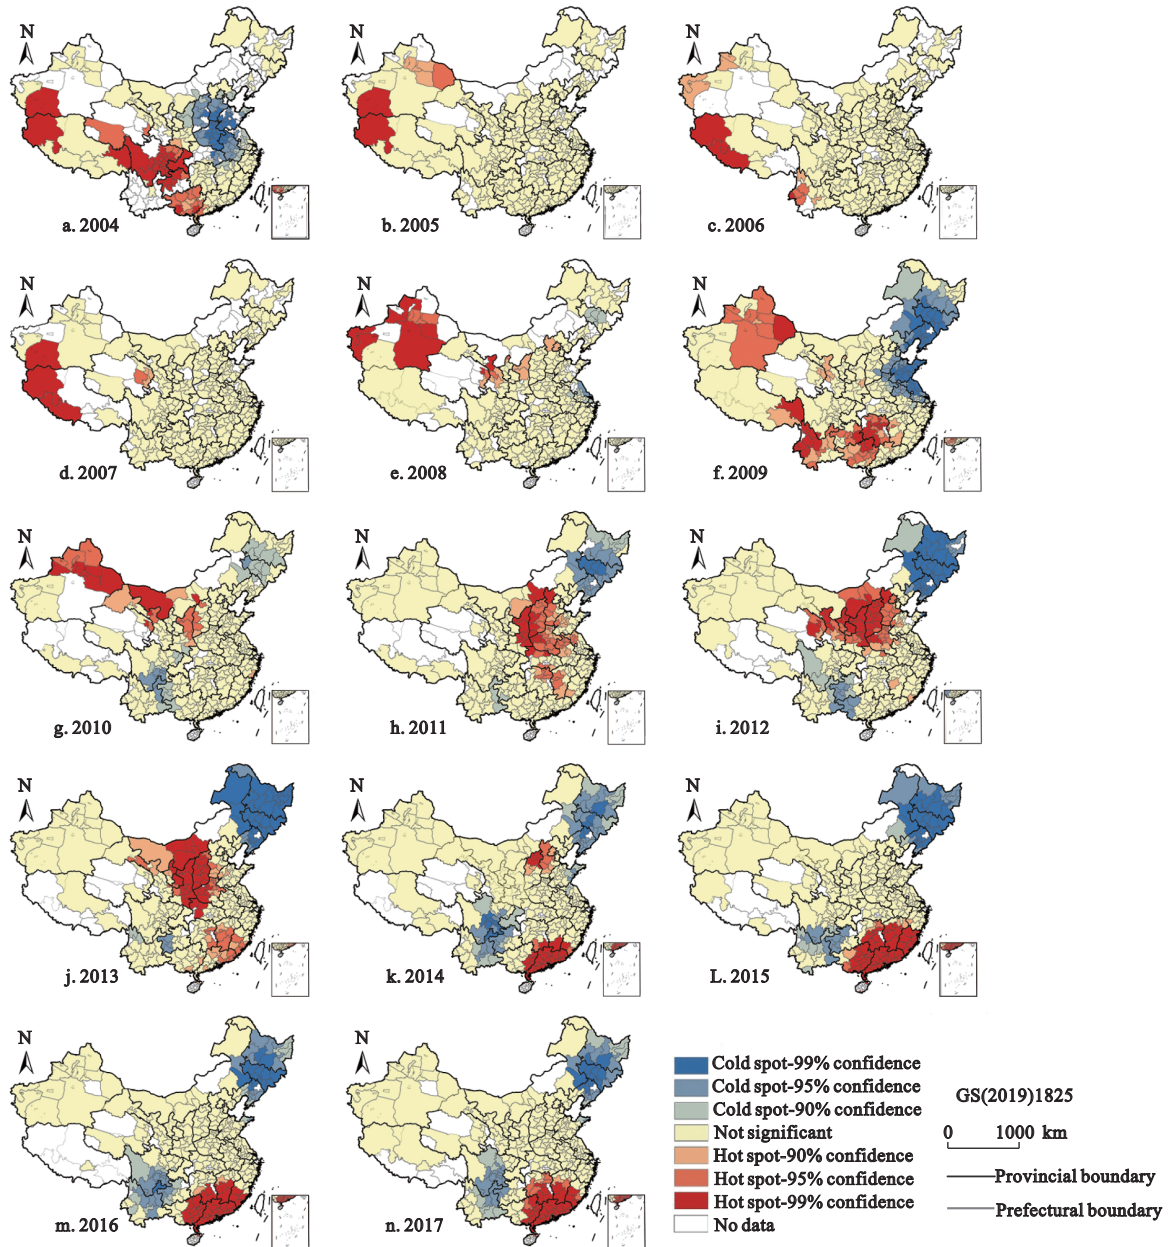 N
N
N
a. 2004
b. 2005
c. 2006
N
N
N
d. 2007
e. 2008
f. 2009
N
N
N
g. 2010
h. 2011
i. 2012
N
N
N
j. 2013
k. 2014
L. 2015
N
N
m. 2016
n. 2017
Cold spot-99% confidence
Cold spot-95% confidence
Cold spot-90% confidence
Not significant
Hot spot-90% confidence
Hot spot-95% confidence
Hot spot-99% confidence
No data
GS(2019)1825
0 1000 km
Provincial boundary
Prefectural boundary